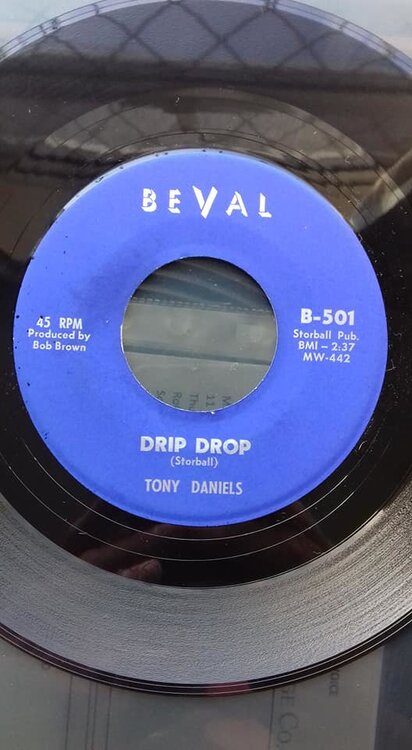 BEVAL
45 RPM
Produced by
Bob Brown
B-501
Storball Pub.
BMI – 2:37
MW-442
DRIP DROP
(Storball)
TONY DANIELS